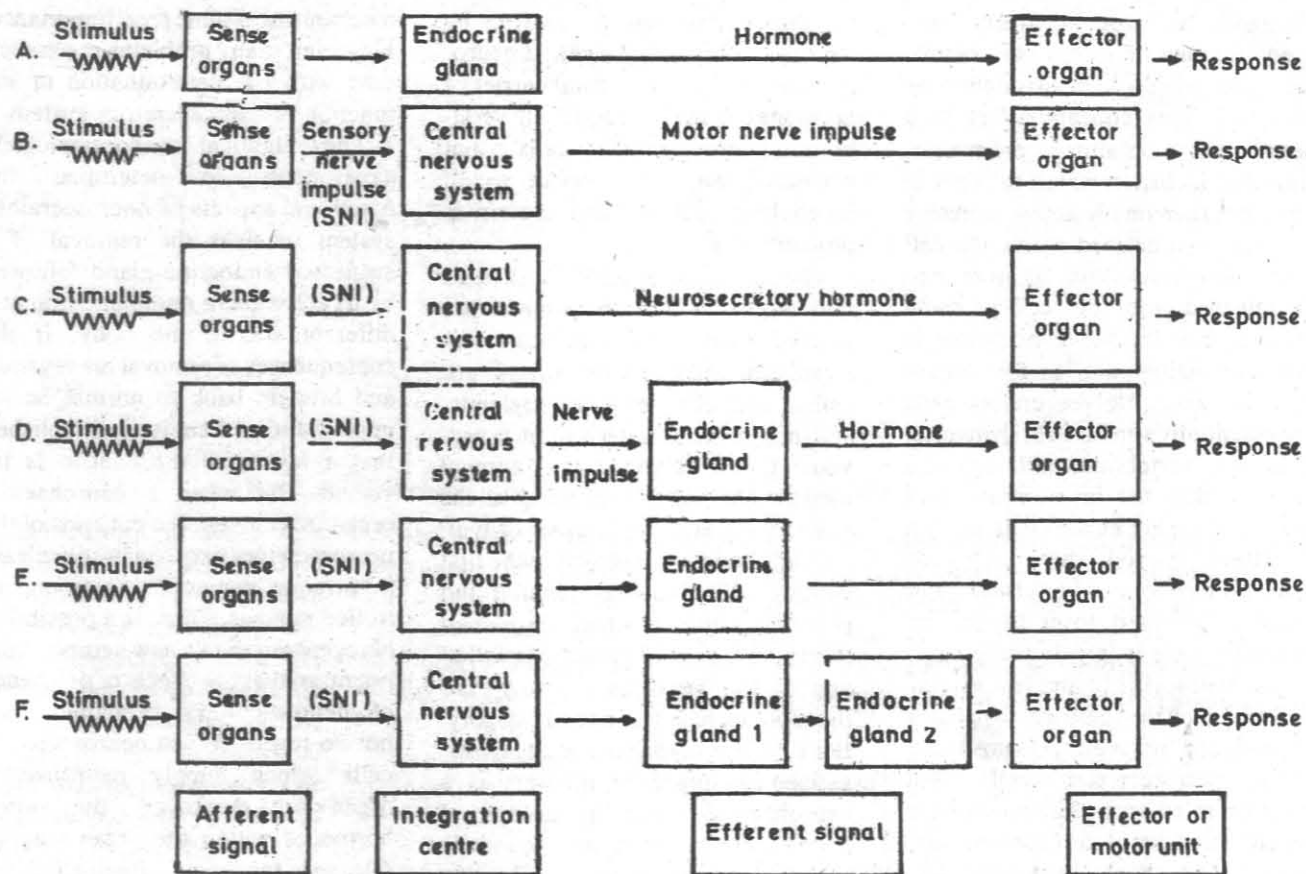 A.
Stimulus
Sense
organs
Endocrine
gland
Hormone
Effector
organ
Response
B.
Stimulus
Sense
organs
Sensory
nerve
impulse
(SNI)
Central
nervous
system
Motor nerve impulse
Effector
organ
Response
C.
Stimulus
Sense
organs
(SNI)
Central
nervous
system
Neurosecretory hormone
Effector
organ
Response
D.
Stimulus
Sense
organs
(SNI)
Central
nervous
system
Nerve
impulse
Endocrine
gland
Hormone
Effector
organ
Response
E.
Stimulus
Sense
organs
(SNI)
Central
nervous
system
Endocrine
gland
Effector
organ
Response
F.
Stimulus
Sense
organs
(SNI)
Central
nervous
system
Endocrine
gland 1
Endocrine
gland 2
Effector
organ
Response
Afferent
signal
Integration
centre
Efferent signal
Effector or
motor unit